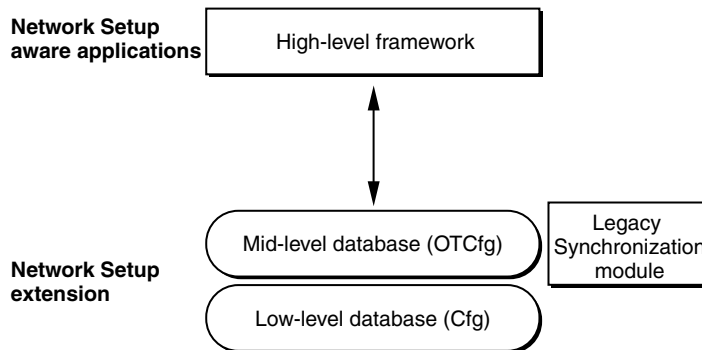 Network Setup
aware applications
High-level framework
Mid-level database (OTCfg)
Legacy
Synchronization
module
Network Setup
extension
Low-level database (Cfg)